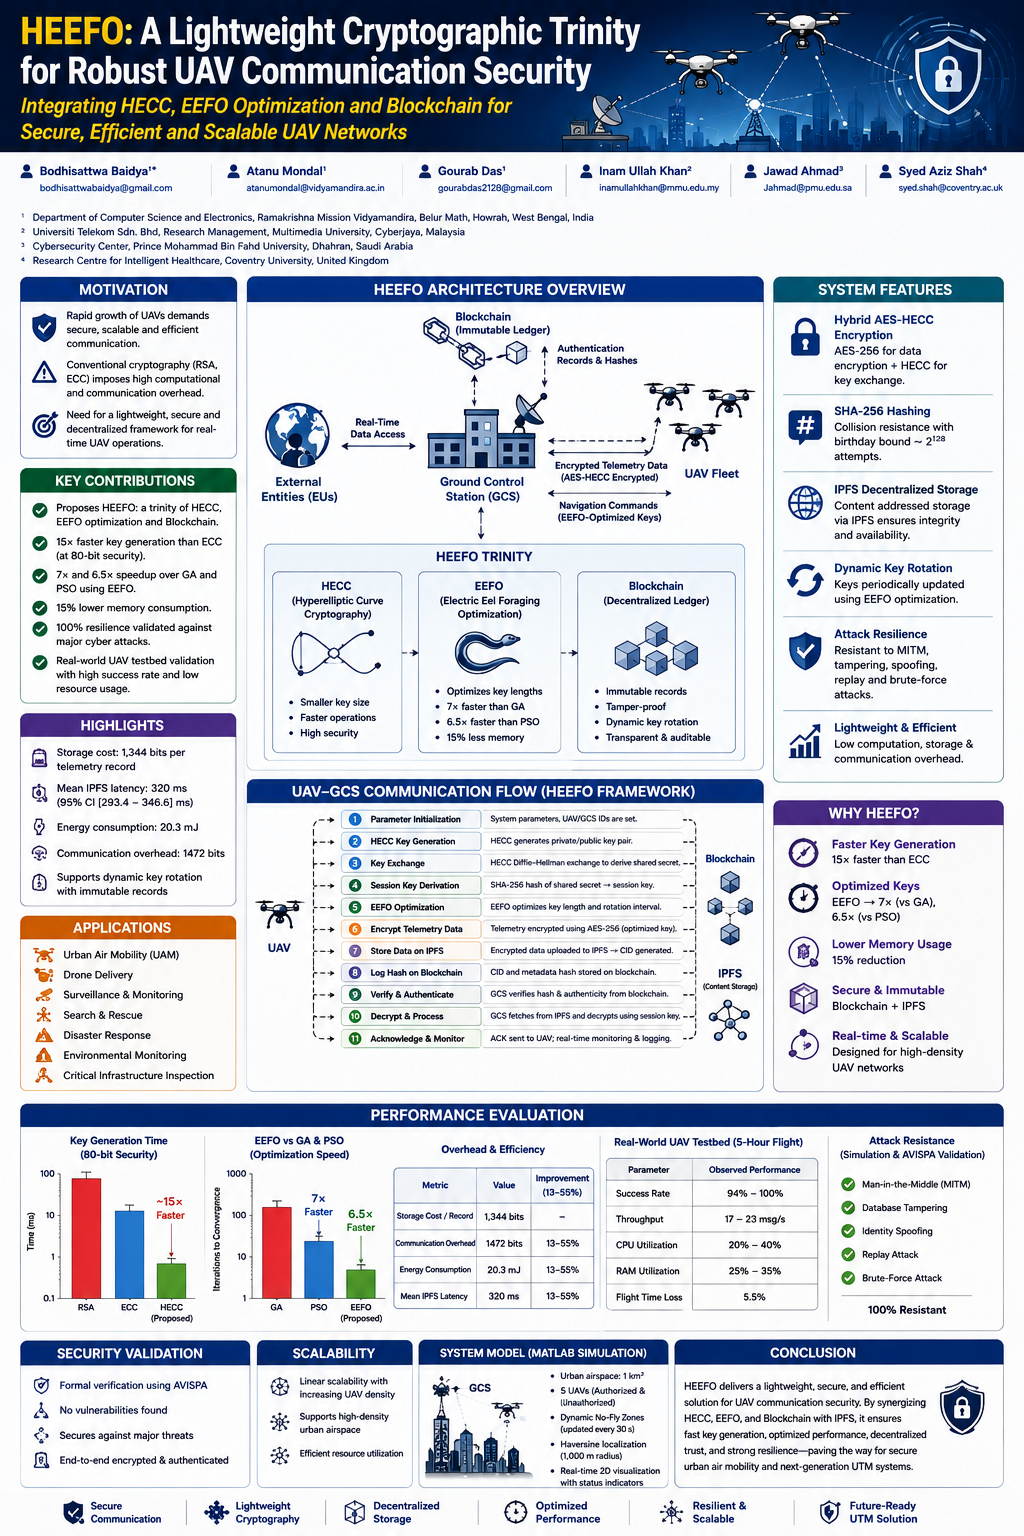 HEEFO: A Lightweight Cryptographic Trinity
for Robust UAV Communication Security
Integrating HECC, EEFO Optimization and Blockchain for
Secure, Efficient and Scalable UAV Networks
Bodhisattwa Baidya¹*
bodhisattwabaidya@gmail.com
Atanu Mondal¹
atanumondal@vidyamandira.ac.in
Gourab Das¹
gourabdas2128@gmail.com
Inam Ullah Khan²
inamullahkhan@mmu.edu.my
Jawad Ahmad³
Jahmad@pmu.edu.sa
Syed Aziz Shah⁴
syed.shah@coventry.ac.uk
¹ Department of Computer Science and Electronics, Ramakrishna Mission Vidyamandira, Belur Math, Howrah, West Bengal, India
² Universiti Telekom Sdn. Bhd, Research Management, Multimedia University, Cyberjaya, Malaysia
³ Cybersecurity Center, Prince Mohammad Bin Fahd University, Dhahran, Saudi Arabia
⁴ Research Centre for Intelligent Healthcare, Coventry University, United Kingdom
MOTIVATION
Rapid growth of UAVs demands
secure, scalable and efficient
communication.
Conventional cryptography (RSA,
ECC) imposes high computational
and communication overhead.
Need for a lightweight, secure and
decentralized framework for real-
time UAV operations.
KEY CONTRIBUTIONS
Proposes HEEFO: a trinity of HECC,
EEFO optimization and Blockchain.
15× faster key generation than ECC
(at 80-bit security).
7× and 6.5× speedup over GA and
PSO using EEFO.
15% lower memory consumption.
100% resilience validated against
major cyber attacks.
Real-world UAV testbed validation
with high success rate and low
resource usage.
HIGHLIGHTS
Storage cost: 1,344 bits per
telemetry record
Mean IPFS latency: 320 ms
(95% CI [293.4 – 346.6] ms)
Energy consumption: 20.3 mJ
Communication overhead: 1472 bits
Supports dynamic key rotation
with immutable records
APPLICATIONS
Urban Air Mobility (UAM)
Drone Delivery
Surveillance & Monitoring
Search & Rescue
Disaster Response
Environmental Monitoring
Critical Infrastructure Inspection
HEEFO ARCHITECTURE OVERVIEW
Blockchain
(Immutable Ledger)
Authentication
Records & Hashes
Real-Time
Data Access
External
Entities (EUs)
Ground Control
Station (GCS)
Encrypted Telemetry Data
(AES-HECC Encrypted)
Navigation Commands
(EEFO-Optimized Keys)
UAV Fleet
HEEFO TRINITY
HECC
(Hyperelliptic Curve
Cryptography)
• Smaller key size
• Faster operations
• High security
EEFO
(Electric Eel Foraging
Optimization)
• Optimizes key lengths
• 7× faster than GA
• 6.5× faster than PSO
• 15% less memory
Blockchain
(Decentralized Ledger)
• Immutable records
• Tamper-proof
• Dynamic key rotation
• Transparent & auditable
UAV–GCS COMMUNICATION FLOW (HEEFO FRAMEWORK)
UAV
1 Parameter Initialization System parameters, UAV/GCS IDs are set.
2 HECC Key Generation HECC generates private/public key pair.
3 Key Exchange HECC Diffie–Hellman exchange to derive shared secret.
4 Session Key Derivation SHA-256 hash of shared secret → session key.
5 EEFO Optimization EEFO optimizes key length and rotation interval.
6 Encrypt Telemetry Data Telemetry encrypted using AES-256 (optimized key).
7 Store Data on IPFS Encrypted data uploaded to IPFS → CID generated.
8 Log Hash on Blockchain CID and metadata hash stored on blockchain.
9 Verify & Authenticate GCS verifies hash & authenticity from blockchain.
10 Decrypt & Process GCS fetches from IPFS and decrypts using session key.
11 Acknowledge & Monitor ACK sent to UAV; real-time monitoring & logging.
Blockchain
IPFS
(Content Storage)
SYSTEM FEATURES
Hybrid AES-HECC
Encryption
AES-256 for data
encryption + HECC for
key exchange.
SHA-256 Hashing
Collision resistance with
birthday bound ~ 2¹²⁸
attempts.
IPFS Decentralized Storage
Content addressed storage
via IPFS ensures integrity
and availability.
Dynamic Key Rotation
Keys periodically updated
using EEFO optimization.
Attack Resilience
Resistant to MITM,
tampering, spoofing,
replay and brute-force
attacks.
Lightweight & Efficient
Low computation, storage &
communication overhead.
WHY HEEFO?
Faster Key Generation
15× faster than ECC
Optimized Keys
EEFO → 7× (vs GA),
6.5× (vs PSO)
Lower Memory Usage
15% reduction
Secure & Immutable
Blockchain + IPFS
Real-time & Scalable
Designed for high-density
UAV networks
PERFORMANCE EVALUATION
Key Generation Time
(80-bit Security)
Time (ms)
100
10
1
0.1
~15×
Faster
RSA ECC HECC
(Proposed)
EEFO vs GA & PSO
(Optimization Speed)
Iterations to Convergence
1000
100
10
1
7×
Faster
6.5×
Faster
GA PSO EEFO
(Proposed)
Overhead & Efficiency
Metric Value Improvement
(13–55%)
Storage Cost / Record 1,344 bits –
Communication Overhead 1472 bits 13–55%
Energy Consumption 20.3 mJ 13–55%
Mean IPFS Latency 320 ms 13–55%
Real-World UAV Testbed (5-Hour Flight)
Parameter Observed Performance
Success Rate 94% – 100%
Throughput 17 – 23 msg/s
CPU Utilization 20% – 40%
RAM Utilization 25% – 35%
Flight Time Loss 5.5%
Attack Resistance
(Simulation & AVISPA Validation)
Man-in-the-Middle (MITM)
Database Tampering
Identity Spoofing
Replay Attack
Brute-Force Attack
100% Resistant
SECURITY VALIDATION
Formal verification using AVISPA
No vulnerabilities found
Secures against major threats
End-to-end encrypted & authenticated
SCALABILITY
Linear scalability with
increasing UAV density
Supports high-density
urban airspace
Efficient resource utilization
SYSTEM MODEL (MATLAB SIMULATION)
GCS
• Urban airspace: 1 km²
• 5 UAVs (Authorized &
Unauthorized)
• Dynamic No-Fly Zones
(updated every 30 s)
• Haversine localization
(1,000 m radius)
• Real-time 2D visualization
with status indicators
CONCLUSION
HEEFO delivers a lightweight, secure, and efficient
solution for UAV communication security. By synergizing
HECC, EEFO, and Blockchain with IPFS, it ensures
fast key generation, optimized performance, decentralized
trust, and strong resilience—paving the way for secure
urban air mobility and next-generation UTM systems.
Secure
Communication
Lightweight
Cryptography
Decentralized
Storage
Optimized
Performance
Resilient &
Scalable
Future-Ready
UTM Solution